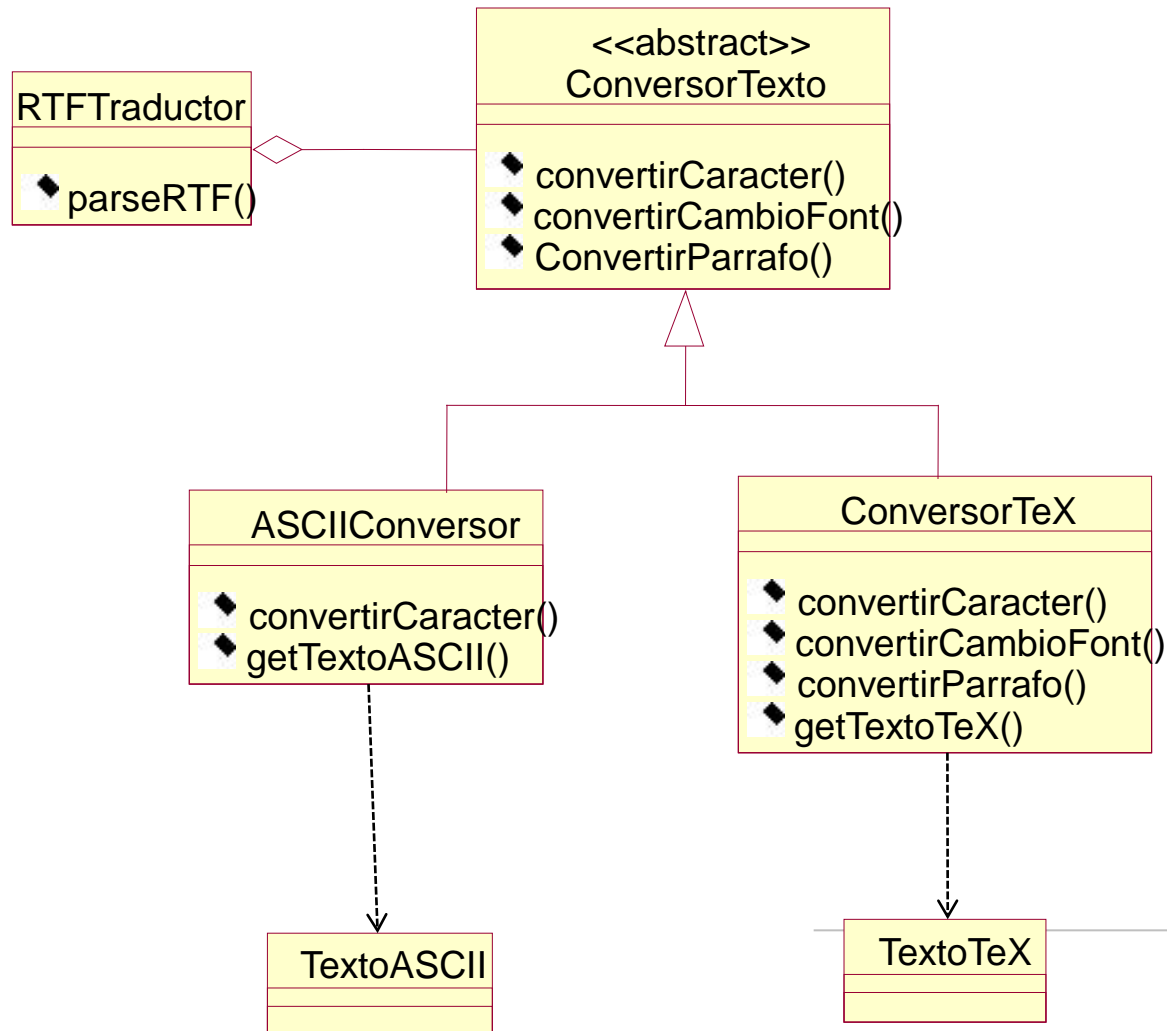 <<abstract>>
ConversorTexto
convertirCaracter()
convertirCambioFont()
ConvertirParrafo()
RTFTraductor
parseRTF()
ASCIIConversor
convertirCaracter()
getTextoASCII()
ConversorTeX
convertirCaracter()
convertirCambioFont()
convertirParrafo()
getTextoTeX()
TextoASCII
TextoTeX